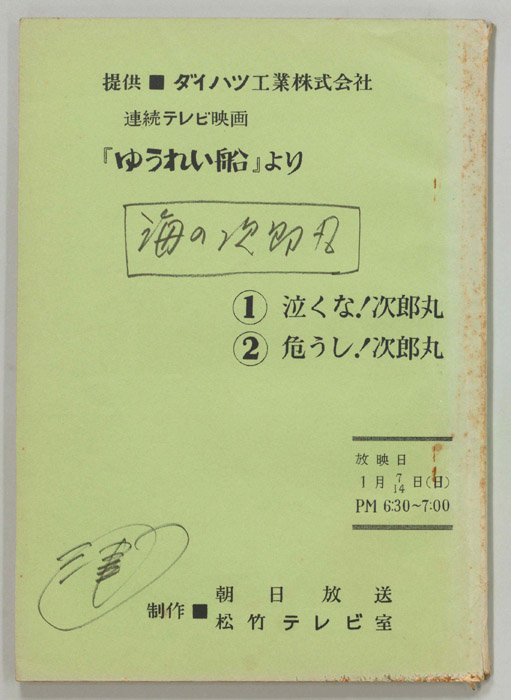 提供 ■ ダイハツ工業株式会社
連続テレビ映画
『ゆうれい船』より
海の次郎丸
① 泣くな!次郎丸
② 危うし!次郎丸
放映日
1月 7/14 日(日)
PM 6:30~7:00
制作 ■ 朝日放送
松竹テレビ室